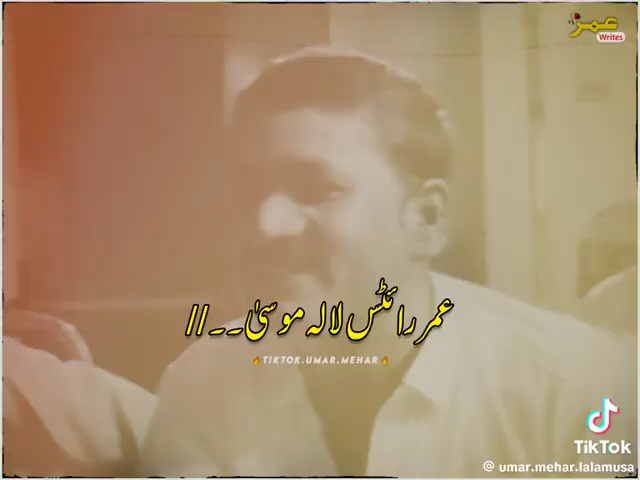 عمر
Writes
عمر رائٹس لالہ موسیٰ۔۔//
TIKTOK.UMAR.MEHAR
TikTok
@ umar.mehar.lalamusa